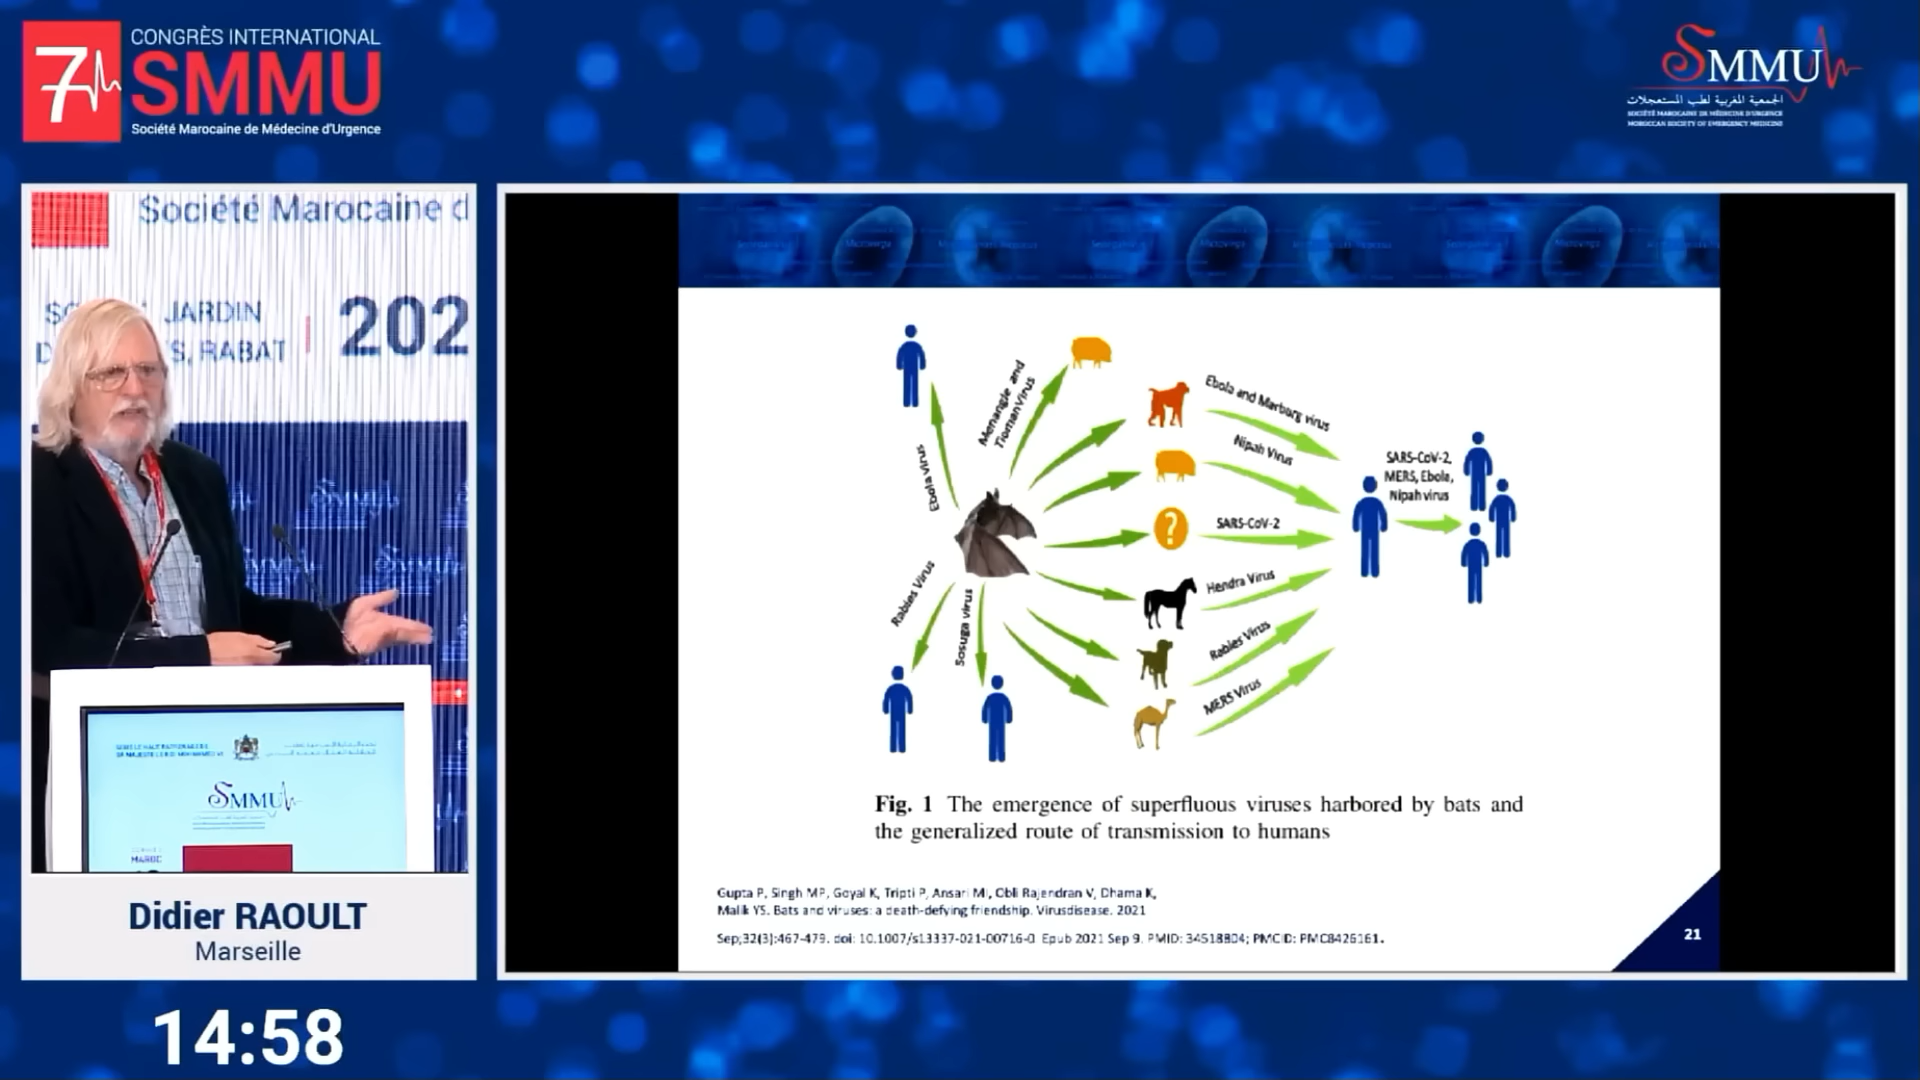 CONGRÈS INTERNATIONAL
7
SMMU
Société Marocaine de Médecine d'Urgence
SMMU
الجمعية المغربية لطب المستعجلات
SOCIÉTÉ MAROCAINE DE MÉDECINE D'URGENCE
MOROCCAN SOCIETY OF EMERGENCY MEDICINE
Société Marocaine d
JARDIN
S, RABAT
202
SMMU
MAROC
Didier RAOULT
Marseille
14:58
Ebola virus
Menangle and
Tioman Virus
Ebola and Marburg virus
Nipah Virus
SARS-CoV-2,
MERS, Ebola,
Nipah virus
?
SARS-CoV-2
Hendra Virus
Rabies Virus
Sosuga virus
Rabies Virus
MERS Virus
Fig. 1 The emergence of superfluous viruses harbored by bats and
the generalized route of transmission to humans
Gupta P, Singh MP, Goyal K, Tripti P, Ansari MI, Obli Rajendran V, Dhama K,
Malik YS. Bats and viruses: a death-defying friendship. Virusdisease. 2021
Sep;32(3):467-479. doi: 10.1007/s13337-021-00716-0. Epub 2021 Sep 9. PMID: 34518804; PMCID: PMC8426161.
21